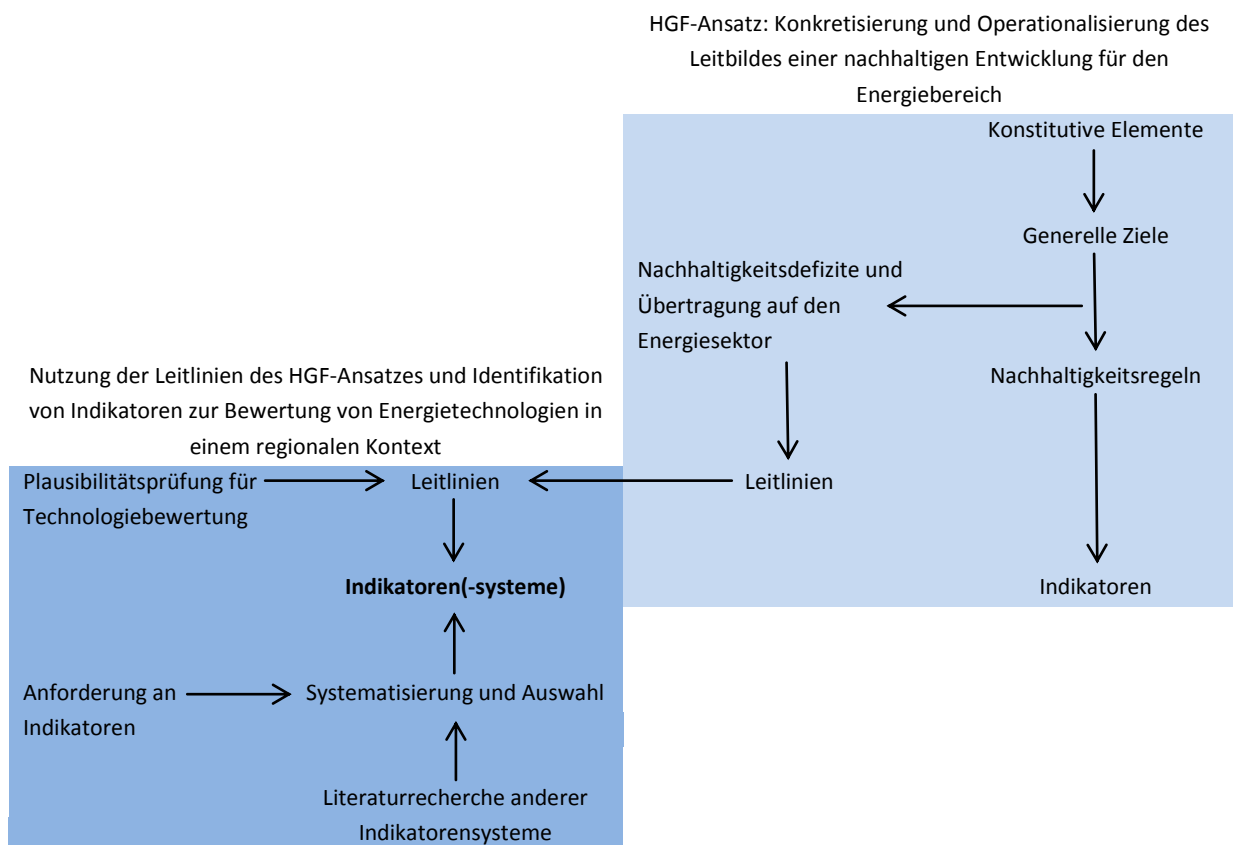 HGF-Ansatz: Konkretisierung und Operationalisierung des
Leitbildes einer nachhaltigen Entwicklung für den
Energiebereich
Konstitutive Elemente
Generelle Ziele
Nachhaltigkeitsdefizite und
Übertragung auf den
Energiesektor
Nachhaltigkeitsregeln
Leitlinien
Indikatoren
Nutzung der Leitlinien des HGF-Ansatzes und Identifikation
von Indikatoren zur Bewertung von Energietechnologien in
einem regionalen Kontext
Plausibilitätsprüfung für
Technologiebewertung
Leitlinien
Indikatoren(-systeme)
Anforderung an
Indikatoren
Systematisierung und Auswahl
Literaturrecherche anderer
Indikatorensysteme